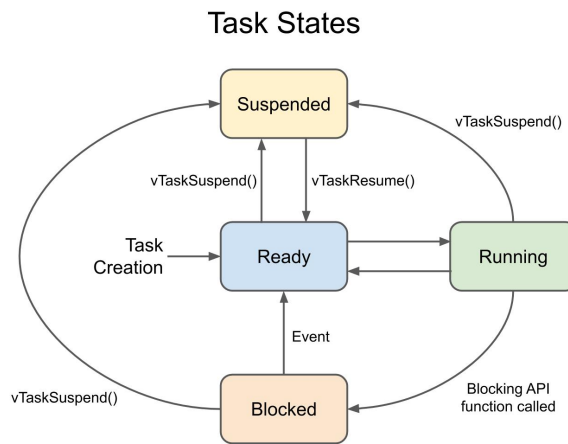 Task States
Suspended
vTaskSuspend()
vTaskSuspend()
vTaskResume()
Task
Creation
Ready
Running
Event
vTaskSuspend()
Blocked
Blocking API
function called